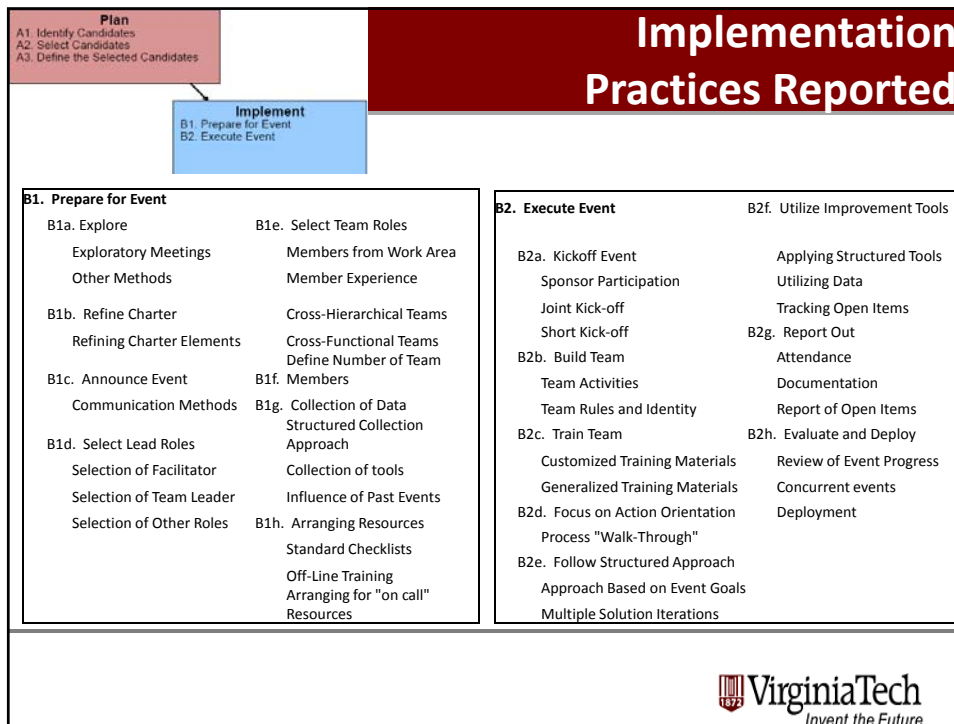 Plan
A1. Identify Candidates
A2. Select Candidates
A3. Define the Selected Candidates
Implement
B1. Prepare for Event
B2. Execute Event
Implementation
Practices Reported
B1. Prepare for Event
B1a. Explore
Exploratory Meetings
Other Methods
B1b. Refine Charter
Refining Charter Elements
B1c. Announce Event
Communication Methods
B1d. Select Lead Roles
Selection of Facilitator
Selection of Team Leader
Selection of Other Roles
B1e. Select Team Roles
Members from Work Area
Member Experience
Cross-Hierarchical Teams
Cross-Functional Teams
Define Number of Team
B1f. Members
B1g. Collection of Data
Structured Collection
Approach
Collection of tools
Influence of Past Events
B1h. Arranging Resources
Standard Checklists
Off-Line Training
Arranging for "on call"
Resources
B2. Execute Event
B2a. Kickoff Event
Sponsor Participation
Joint Kick-off
Short Kick-off
B2b. Build Team
Team Activities
Team Rules and Identity
B2c. Train Team
Customized Training Materials
Generalized Training Materials
B2d. Focus on Action Orientation
Process "Walk-Through"
B2e. Follow Structured Approach
Approach Based on Event Goals
Multiple Solution Iterations
B2f. Utilize Improvement Tools
Applying Structured Tools
Utilizing Data
Tracking Open Items
B2g. Report Out
Attendance
Documentation
Report of Open Items
B2h. Evaluate and Deploy
Review of Event Progress
Concurrent events
Deployment
1872
VirginiaTech
Invent the Future